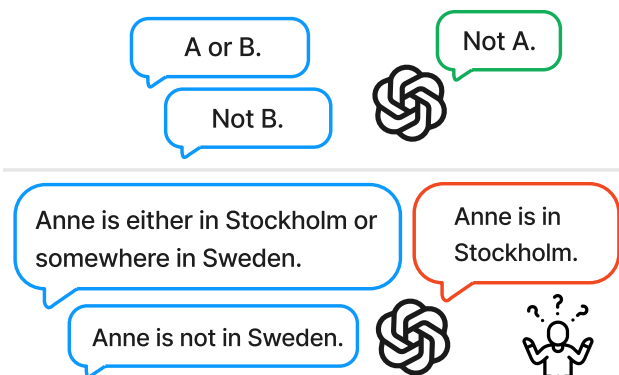 A or B.
Not A.
Not B.
Anne is either in Stockholm or
somewhere in Sweden.
Anne is in
Stockholm.
Anne is not in Sweden.
? ? ?